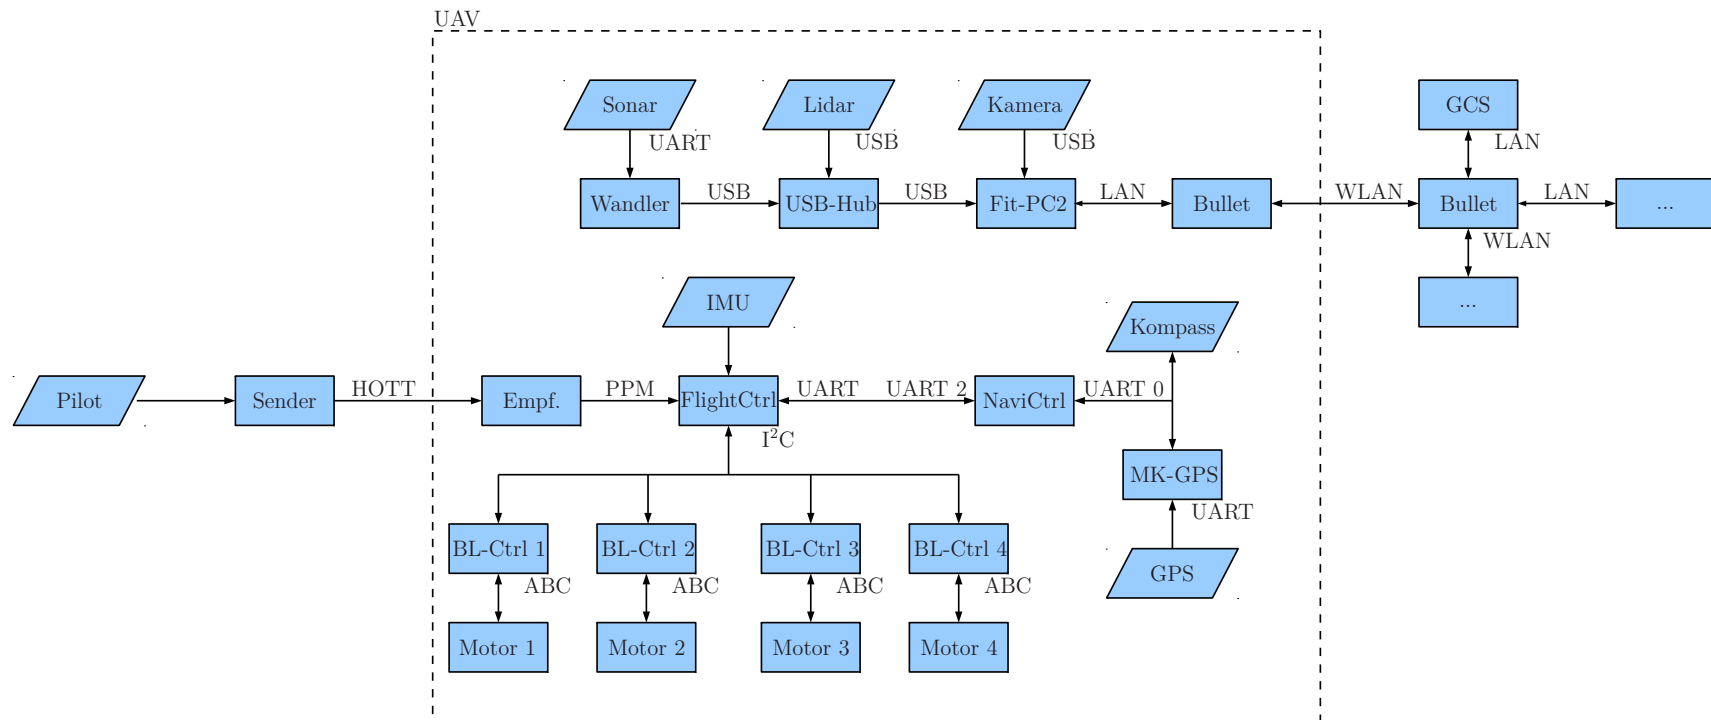 UAV
Sonar
Lidar
Kamera
GCS
UART
USB
USB
LAN
Wandler
USB
USB-Hub
USB
Fit-PC2
LAN
Bullet
WLAN
Bullet
LAN
...
WLAN
...
IMU
Kompass
Pilot
Sender
HOTT
Empf.
PPM
FlightCtrl
UART
UART 2
NaviCtrl
UART 0
I²C
MK-GPS
UART
GPS
BL-Ctrl 1
BL-Ctrl 2
BL-Ctrl 3
BL-Ctrl 4
ABC
ABC
ABC
ABC
Motor 1
Motor 2
Motor 3
Motor 4